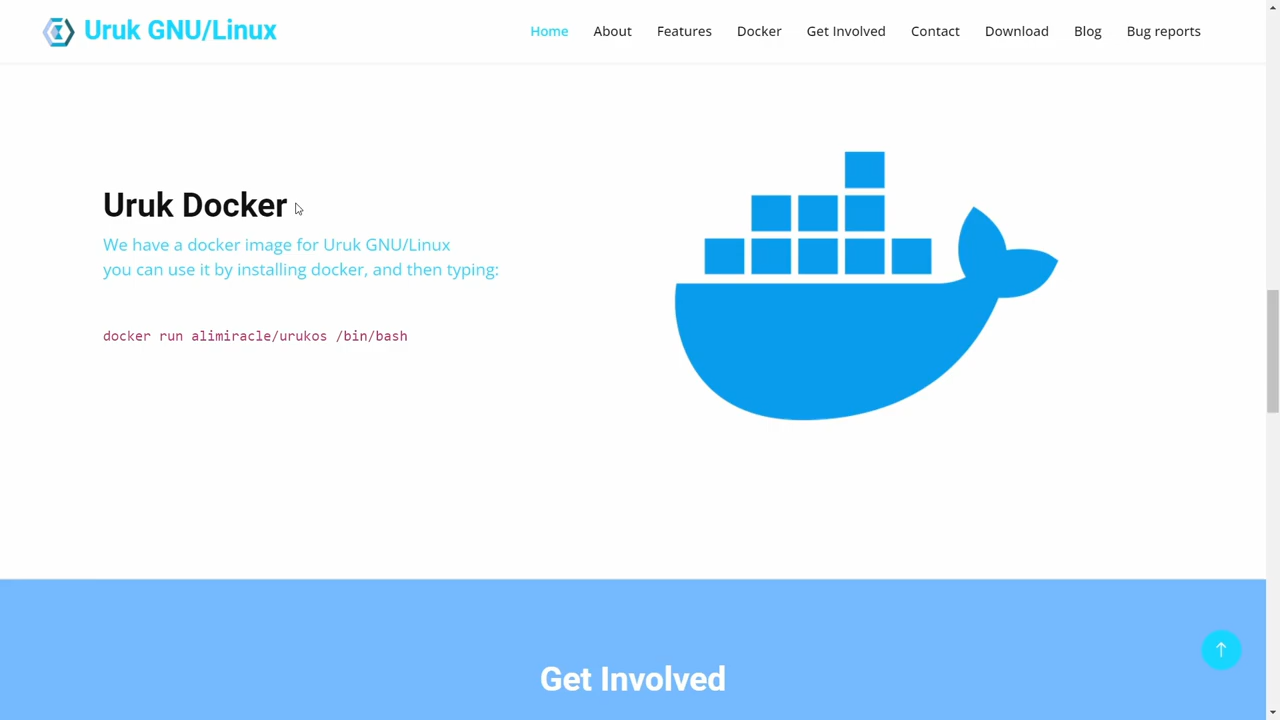 Uruk GNU/Linux
Home About Features Docker Get Involved Contact Download Blog Bug reports
Uruk Docker
We have a docker image for Uruk GNU/Linux
you can use it by installing docker, and then typing:
docker run alimiracle/urukos /bin/bash
Get Involved